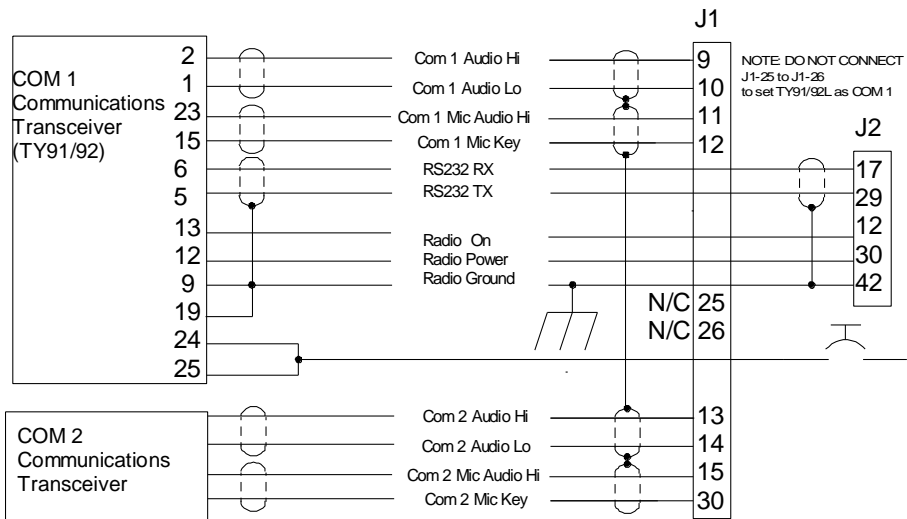 J1
2 Com 1 Audio Hi 9
NOTE: DO NOT CONNECT
J1-25 to J1-26
to set TY91/92L as COM 1
COM 1
Communications
Transceiver
(TY91/92)
1 Com 1 Audio Lo 10
23 Com 1 Mic Audio Hi 11
15 Com 1 Mic Key 12
J2
6 RS232 RX 17
5 RS232 TX 29
13 Radio On 12
12 Radio Power 30
9 Radio Ground 42
19
N/C 25
N/C 26
24
25
COM 2
Communications
Transceiver
Com 2 Audio Hi 13
Com 2 Audio Lo 14
Com 2 Mic Audio Hi 15
Com 2 Mic Key 30